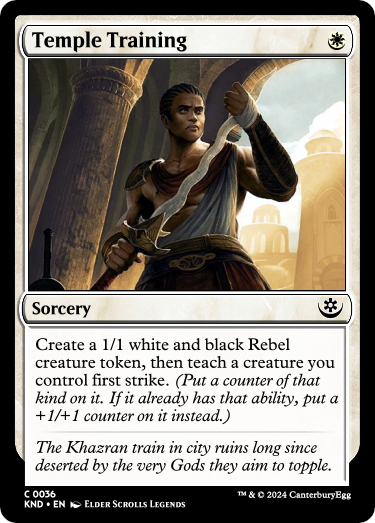 Temple Training
Sorcery
Create a 1/1 white and black Rebel
creature token, then teach a creature you
control first strike. (Put a counter of that
kind on it. If it already has that ability, put a
+1/+1 counter on it instead.)
The Khazran train in city ruins long since
deserted by the very Gods they aim to topple.
C 0036
KND • EN Elder Scrolls Legends
™ & © 2024 CanterburyEgg